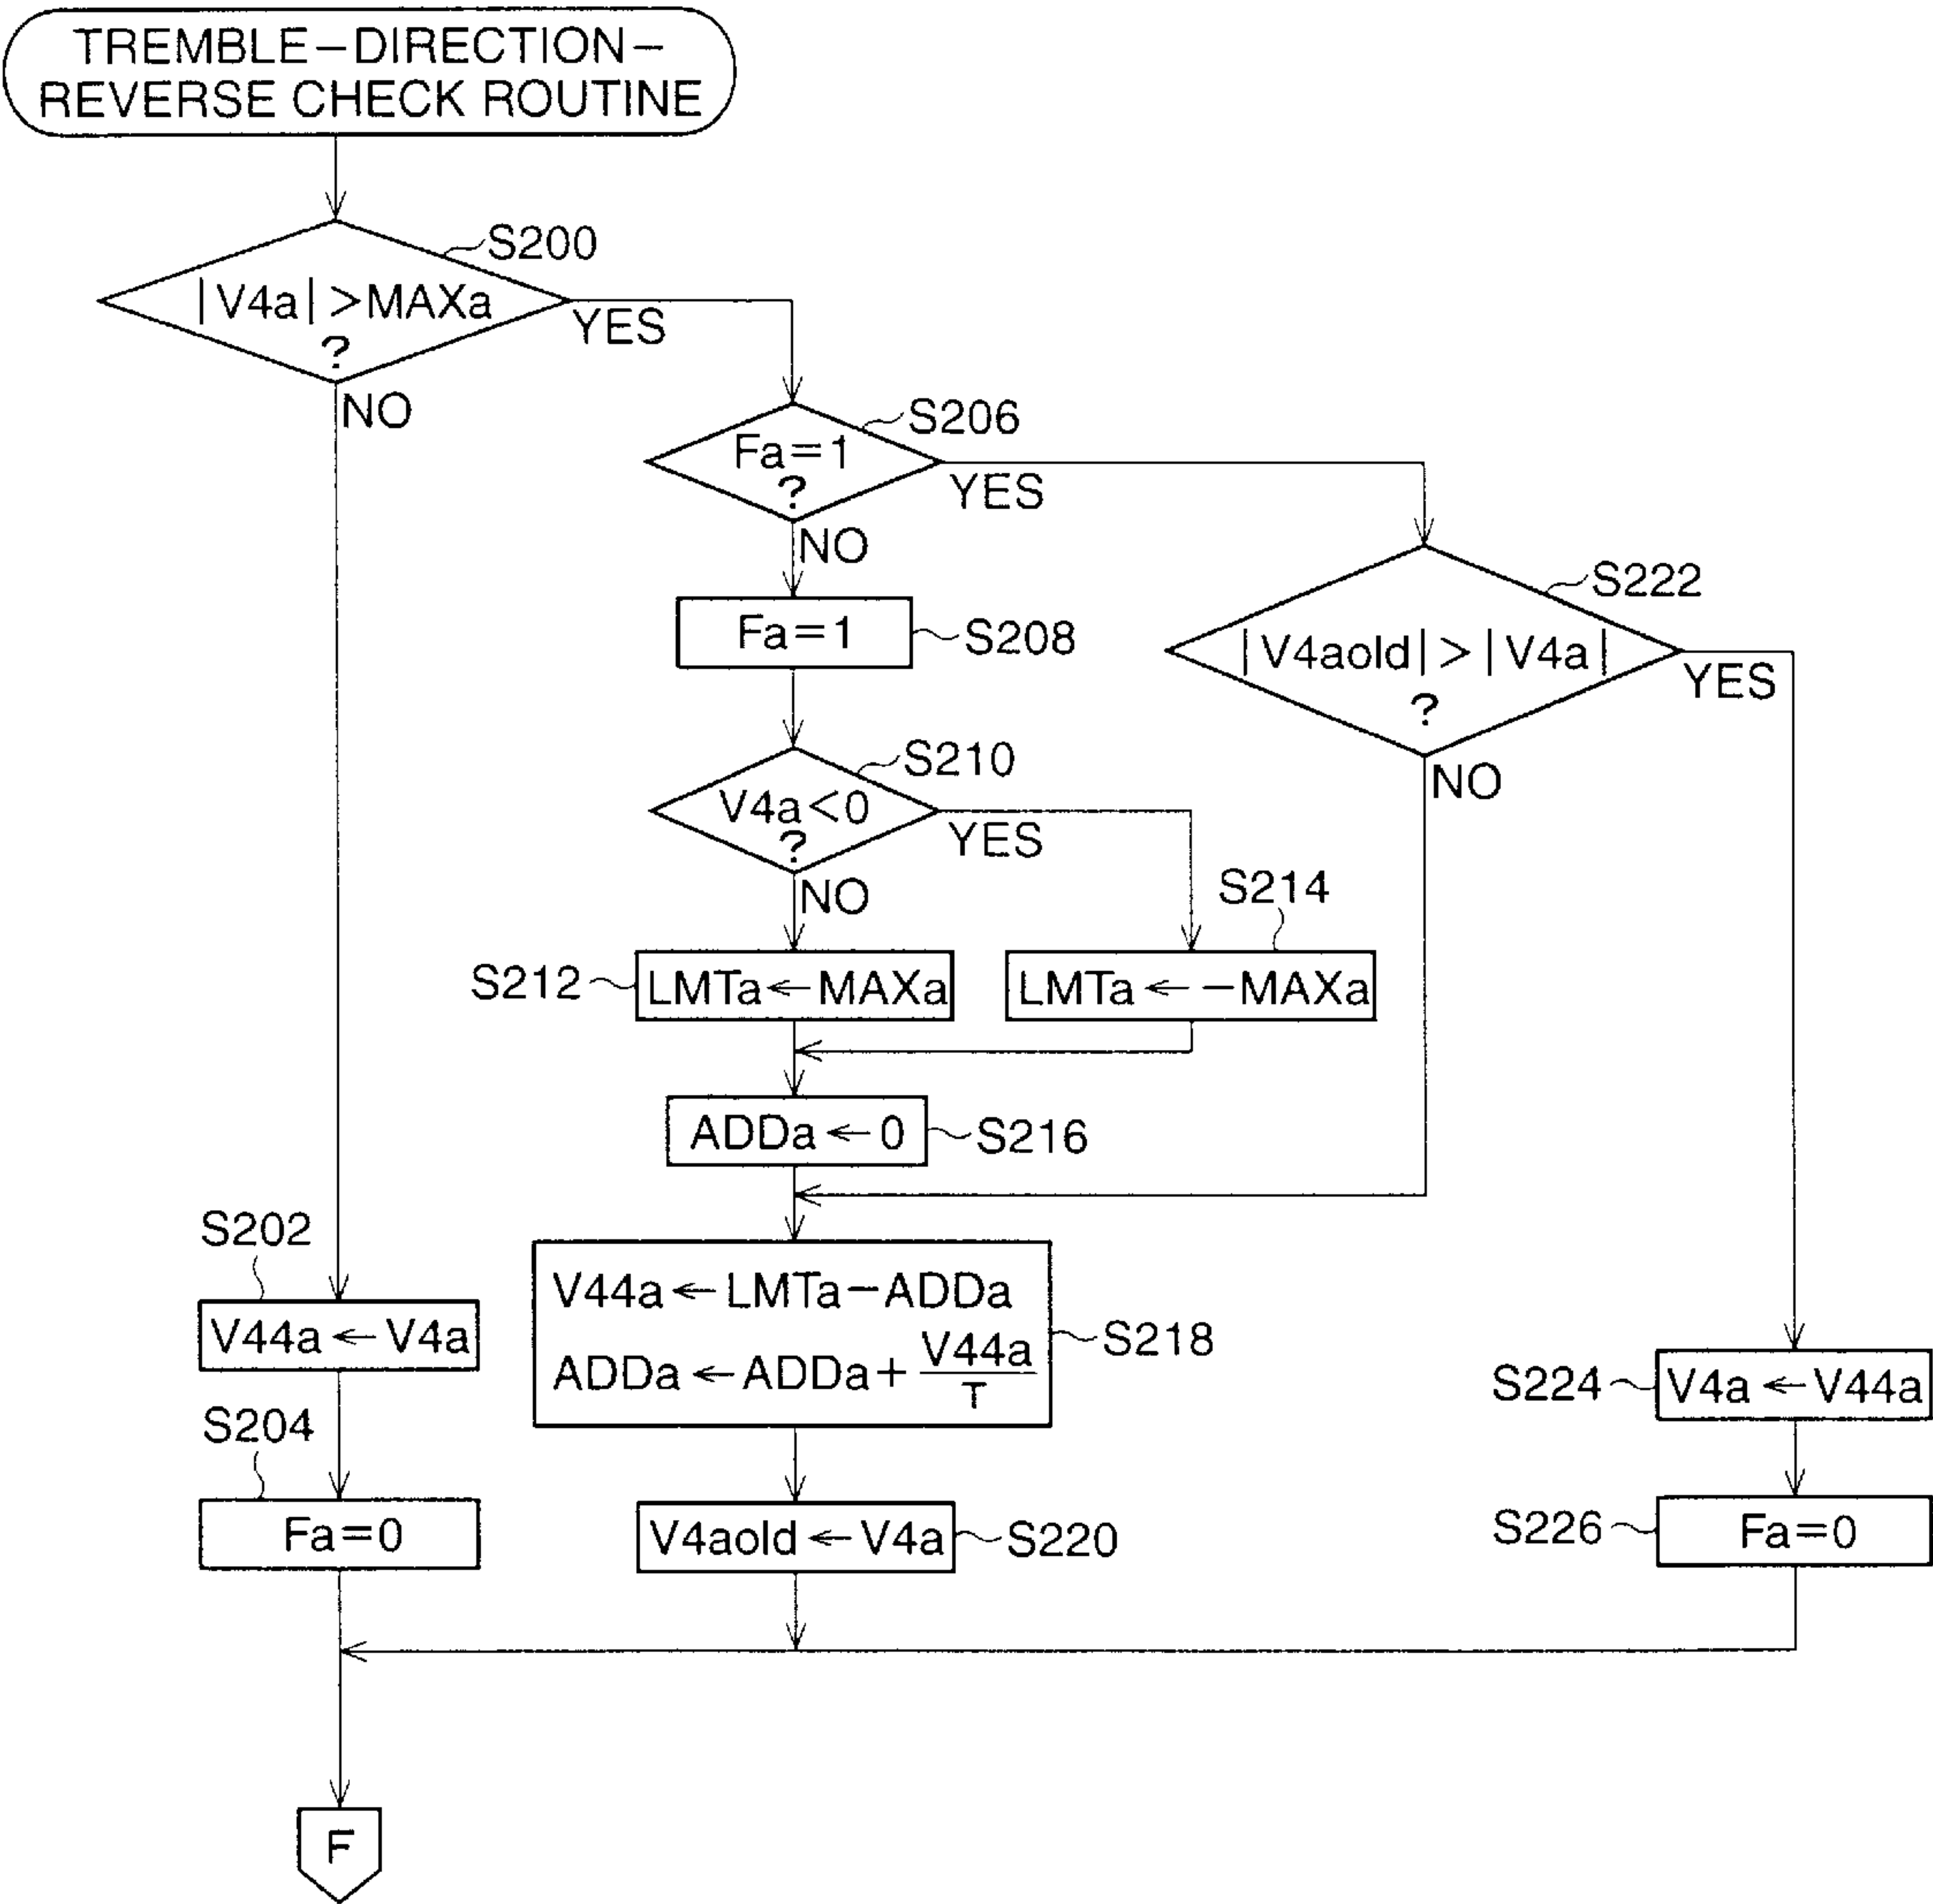 TREMBLE–DIRECTION–
REVERSE CHECK ROUTINE
S200
|V4a|>MAXa
?
YES
NO
S206
Fa=1
?
YES
NO
S222
|V4aold|>|V4a|
?
YES
NO
Fa=1
S208
S210
V4a<0
?
YES
NO
S214
S212
LMTa←MAXa
LMTa←−MAXa
ADDa←0
S216
S202
V44a←V4a
V44a←LMTa−ADDa
ADDa←ADDa+V44a/T
S218
S224
V4a←V44a
S204
Fa=0
V4aold←V4a
S220
S226
Fa=0
F